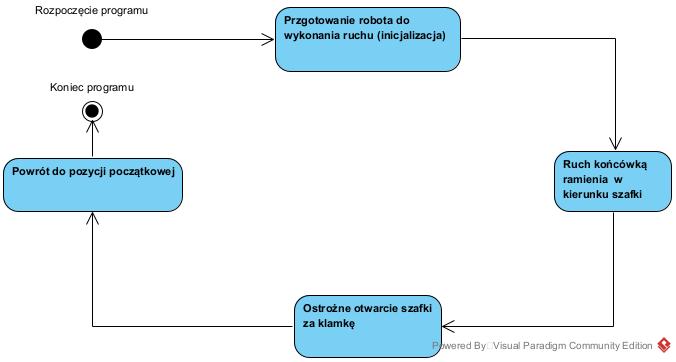 Rozpoczęcie programu
Przgotowanie robota do
wykonania ruchu (inicjalizacja)
Koniec programu
Powrót do pozycji początkowej
Ruch końcówką
ramienia w
kierunku szafki
Ostrożne otwarcie szafki
za klamkę
Powered By Visual Paradigm Community Edition